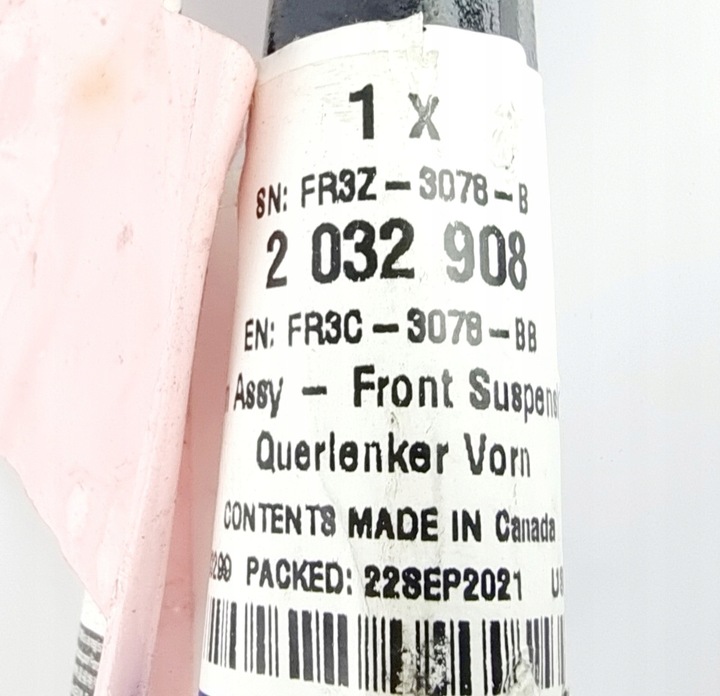 1 X
SN: FR3Z-3078-B
2 032 908
EN: FR3C-3078-BB
Assy - Front
Querlenker Vorn
CONTENTS MADE IN Canada
PACKED: 22SEP2021